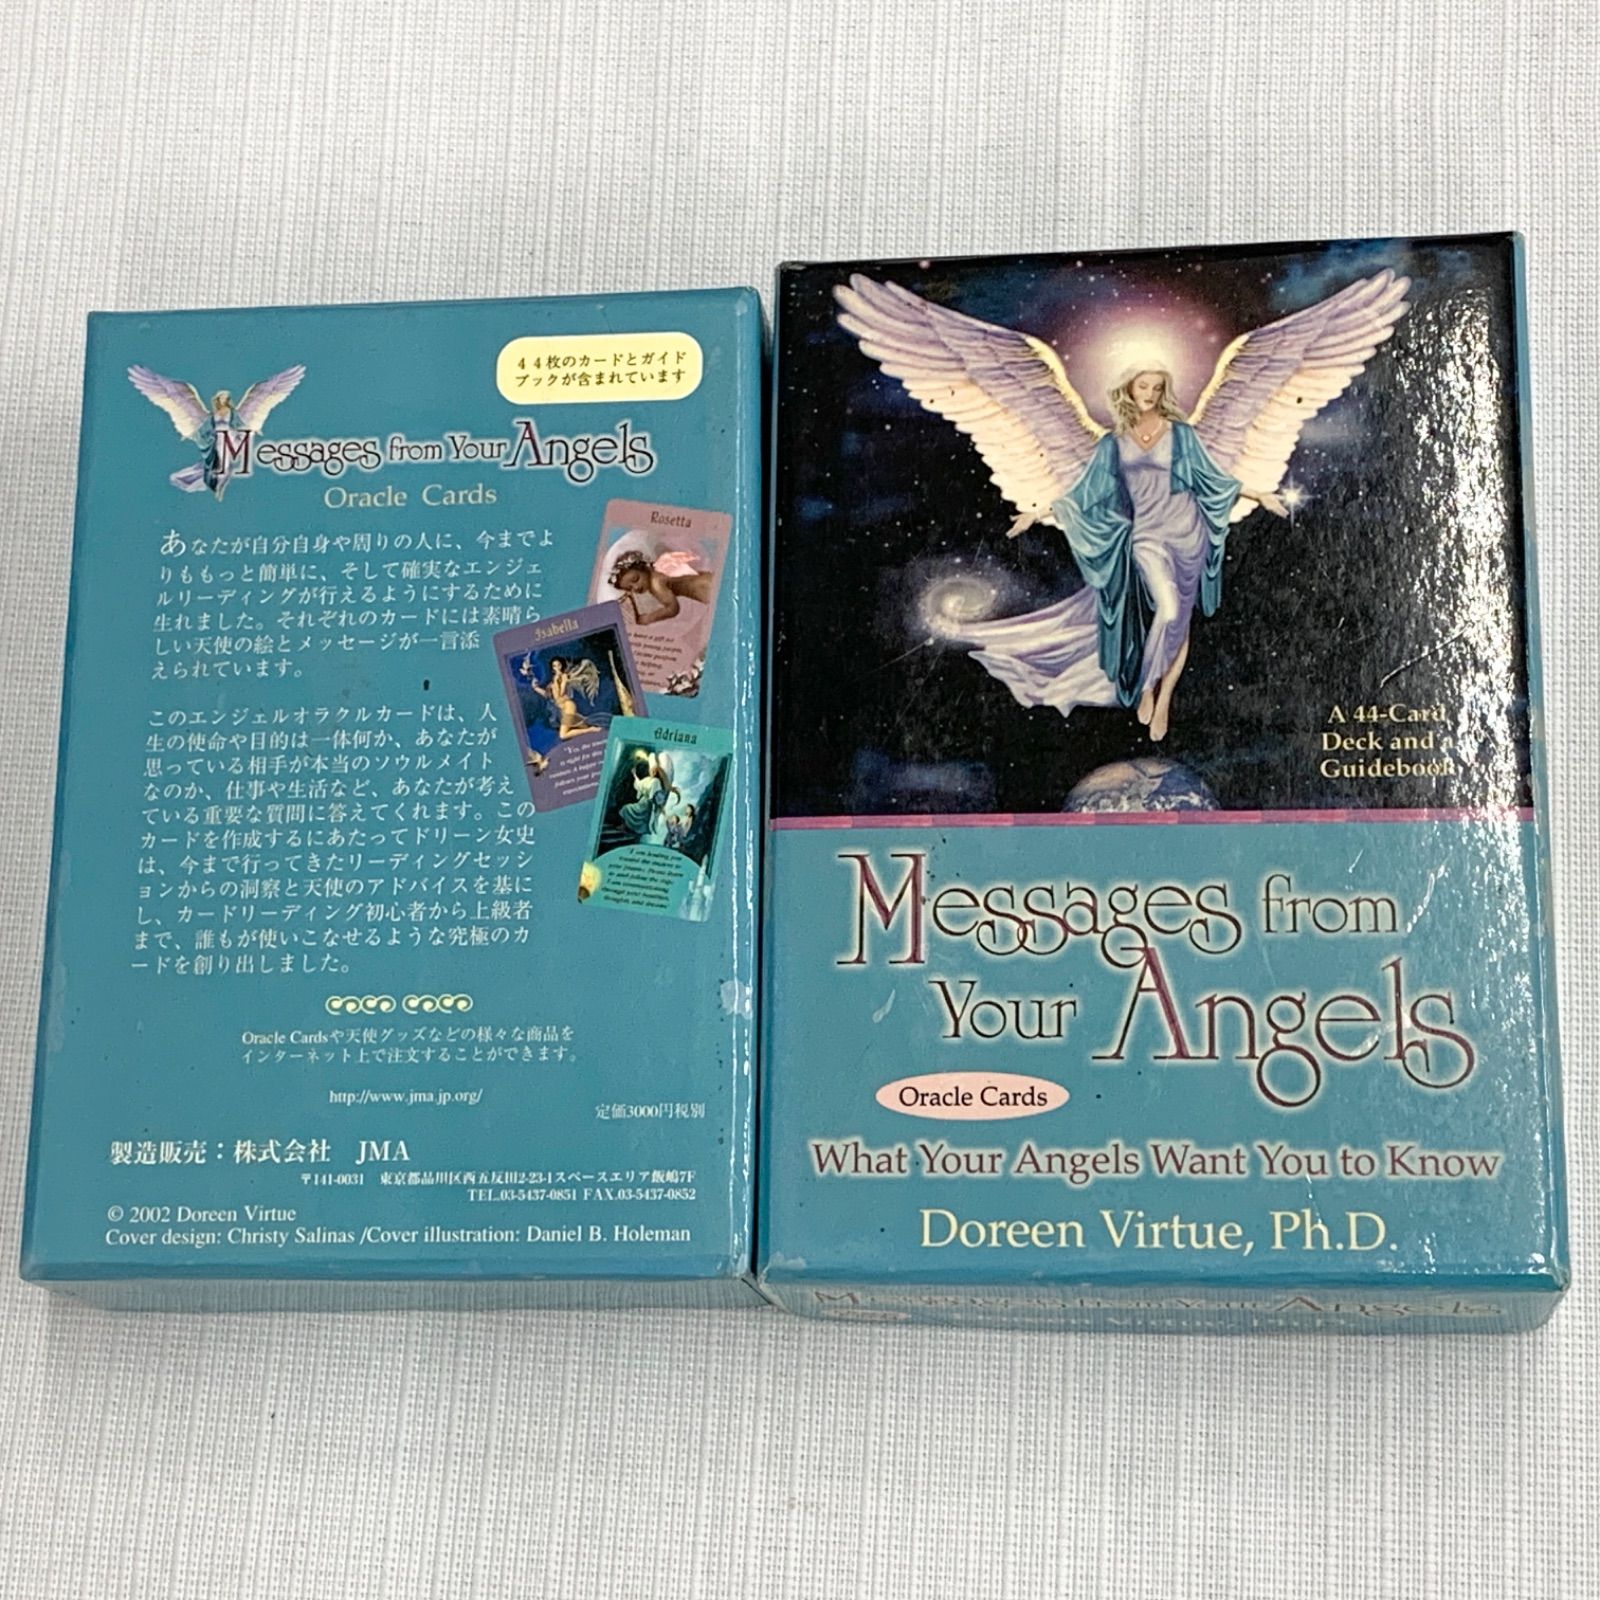 44枚のカードとガイド
ブックが含まれています
Messages from Your Angels
Oracle Cards
あなたが自分自身や周りの人に、今までよ
りももっと簡単に、そして確実なエンジェ
ルリーディングが行えるようにするために
生れました。それぞれのカードには素晴ら
しい天使の絵とメッセージが一言添
えられています。
このエンジェルオラクルカードは、人
生の使命や目的は一体何か、あなたが
思っている相手が本当のソウルメイト
なのか、仕事や生活など、あなたが考え
ている重要な質問に答えてくれます。この
カードを作成するにあたってドリーン女史
は、今まで行ってきたリーディングセッシ
ョンからの洞察と天使のアドバイスを基に
し、カードリーディング初心者から上級者
まで、誰もが使いこなせるような究極のカ
ードを創り出しました。
Rosetta
Isabella
Adriana
Oracle Cardsや天使グッズなどの様々な商品を
インターネット上で注文することができます。
http://www.jma.jp.org/
定価3000円税別
製造販売:株式会社 JMA
〒141-0031 東京都品川区西五反田2-23-1スペースエリア飯嶋7F
TEL.03-5437-0851 FAX.03-5437-0852
© 2002 Doreen Virtue
Cover design: Christy Salinas /Cover illustration: Daniel B. Holeman
A 44-Card
Deck and a
Guidebook
Messages from
Your Angels
Oracle Cards
What Your Angels Want You to Know
Doreen Virtue, Ph.D.
Messages from Your Angels
Doreen Virtue, Ph.D.